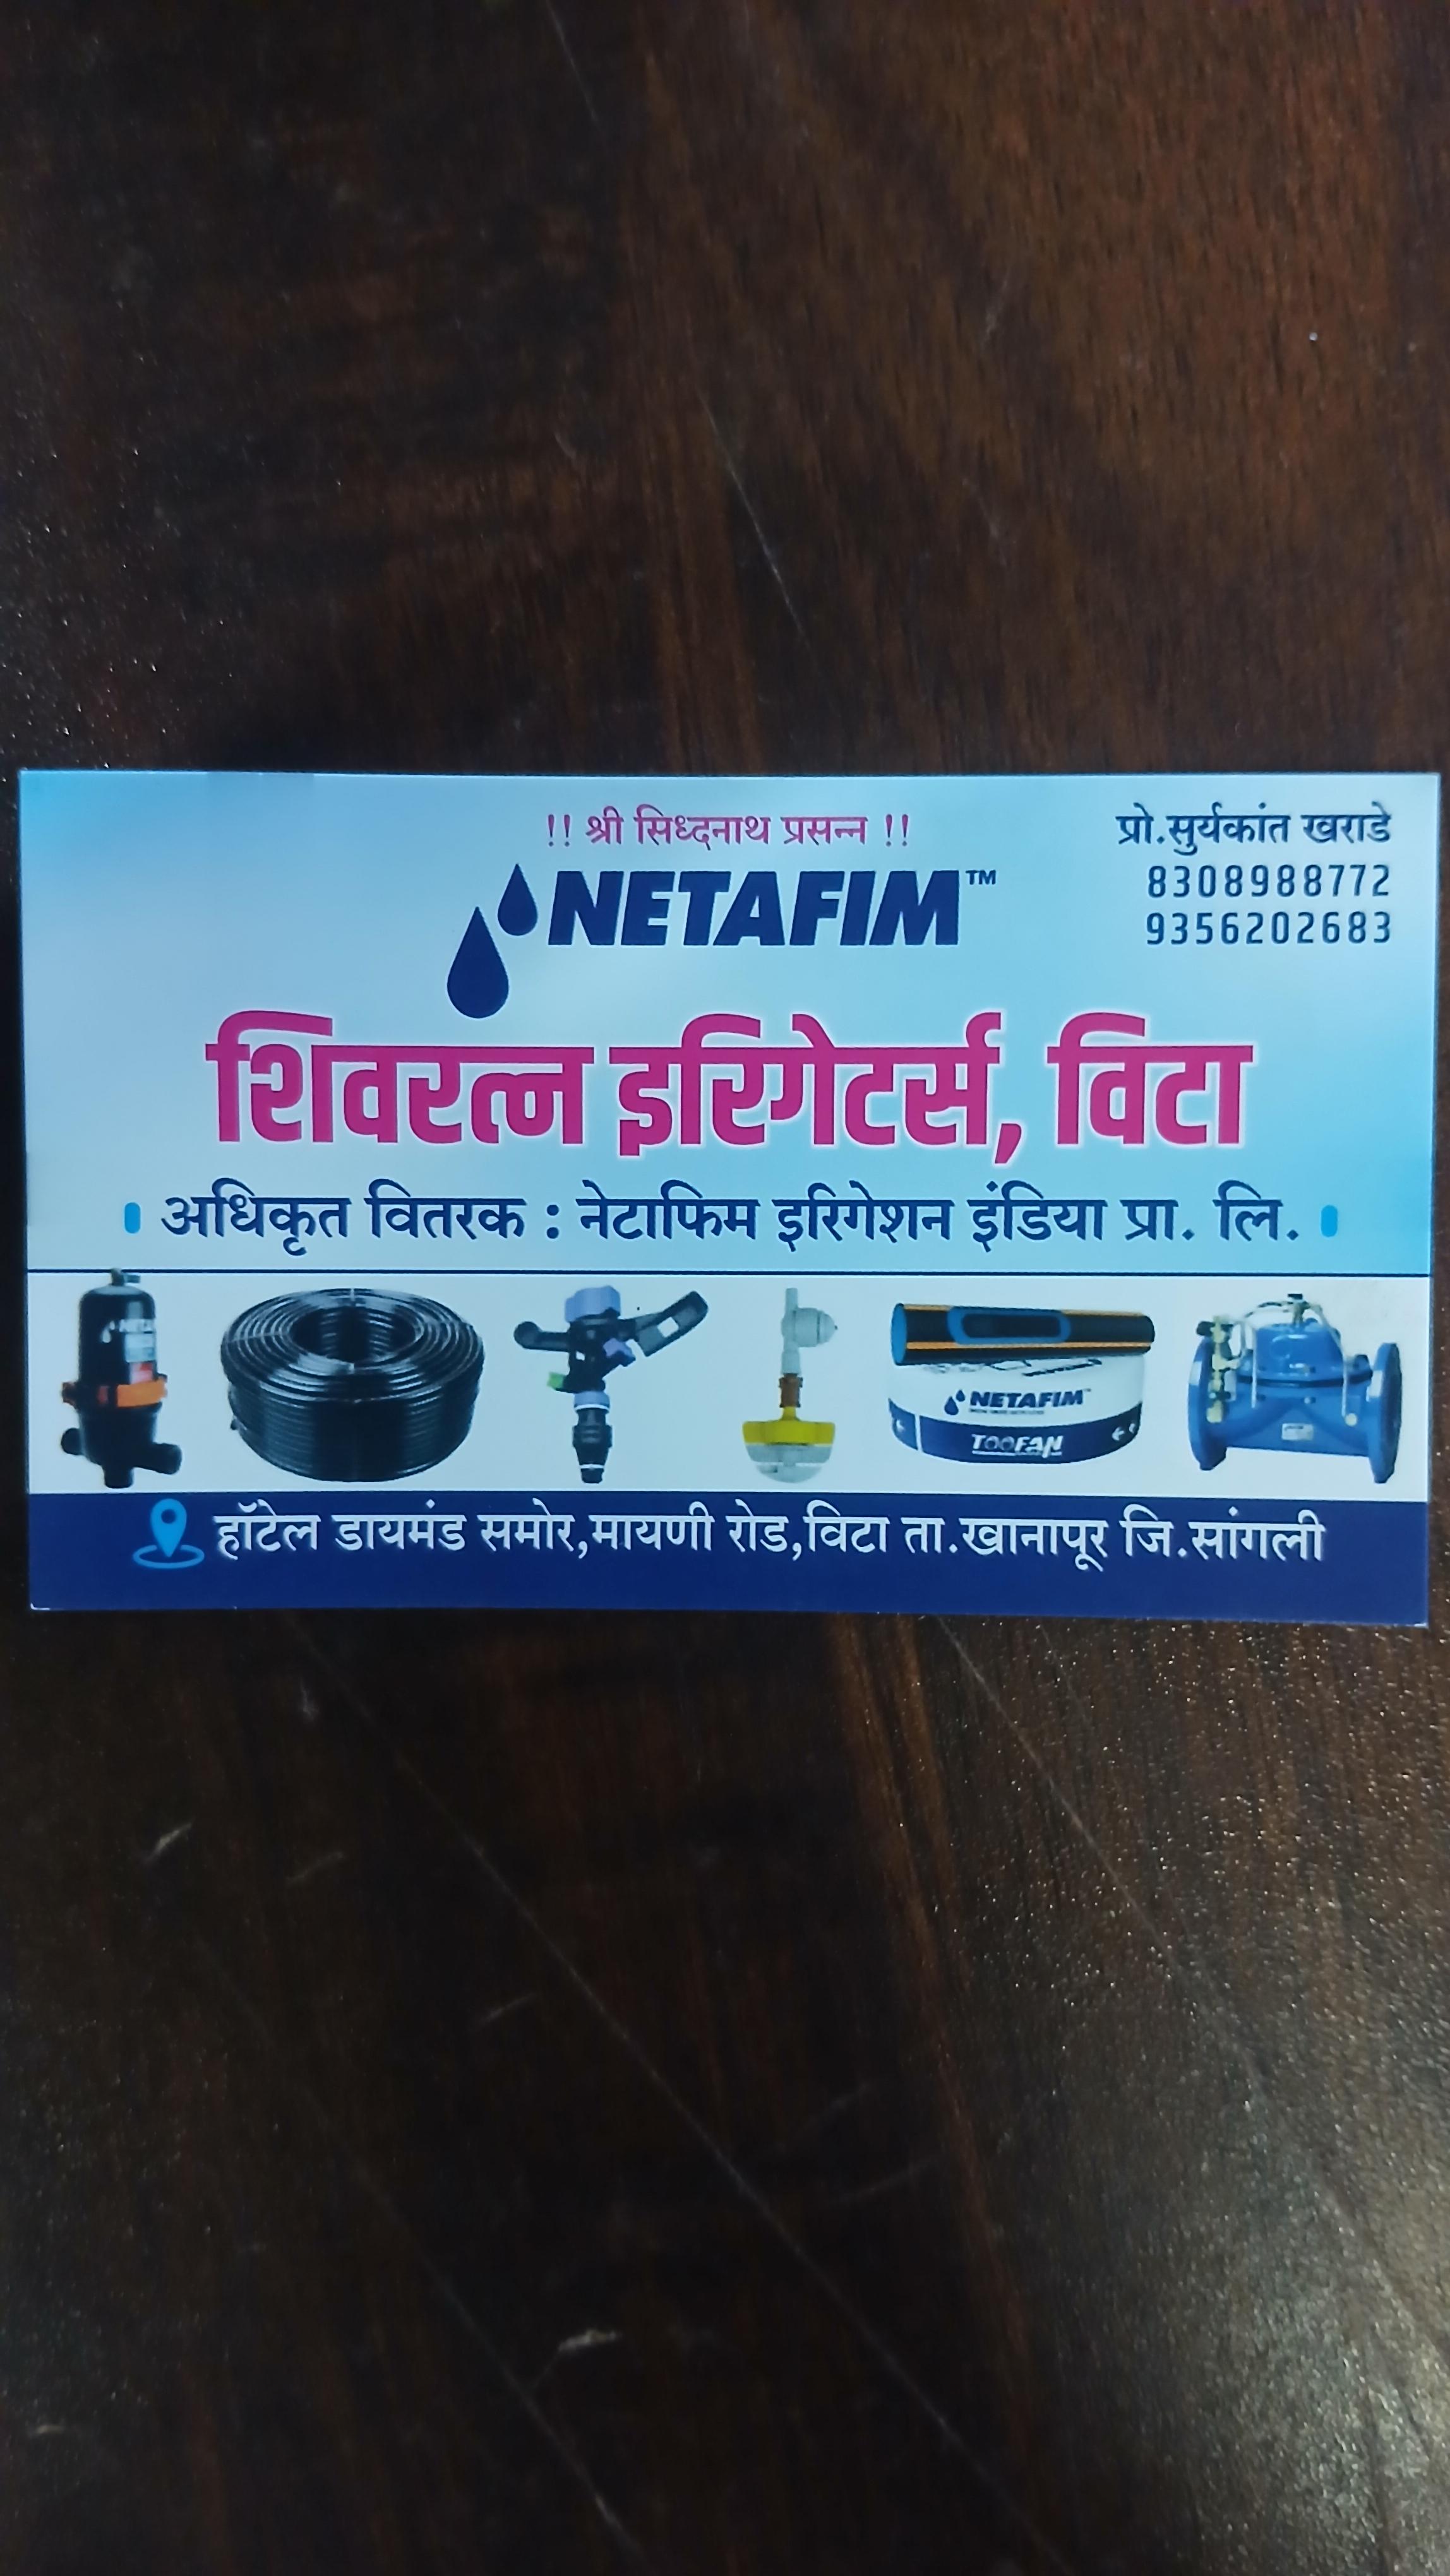 !! श्री सिध्दनाथ प्रसन्न !!
प्रो.सुर्यकांत खराडे
8308988772
9356202683
NETAFIM™
शिवरत्न इरिगेटर्स, विटा
अधिकृत वितरक : नेटाफिम इरिगेशन इंडिया प्रा. लि.
NETAFIM™
TOOFAN
हॉटेल डायमंड समोर,मायणी रोड,विटा ता.खानापूर जि.सांगली